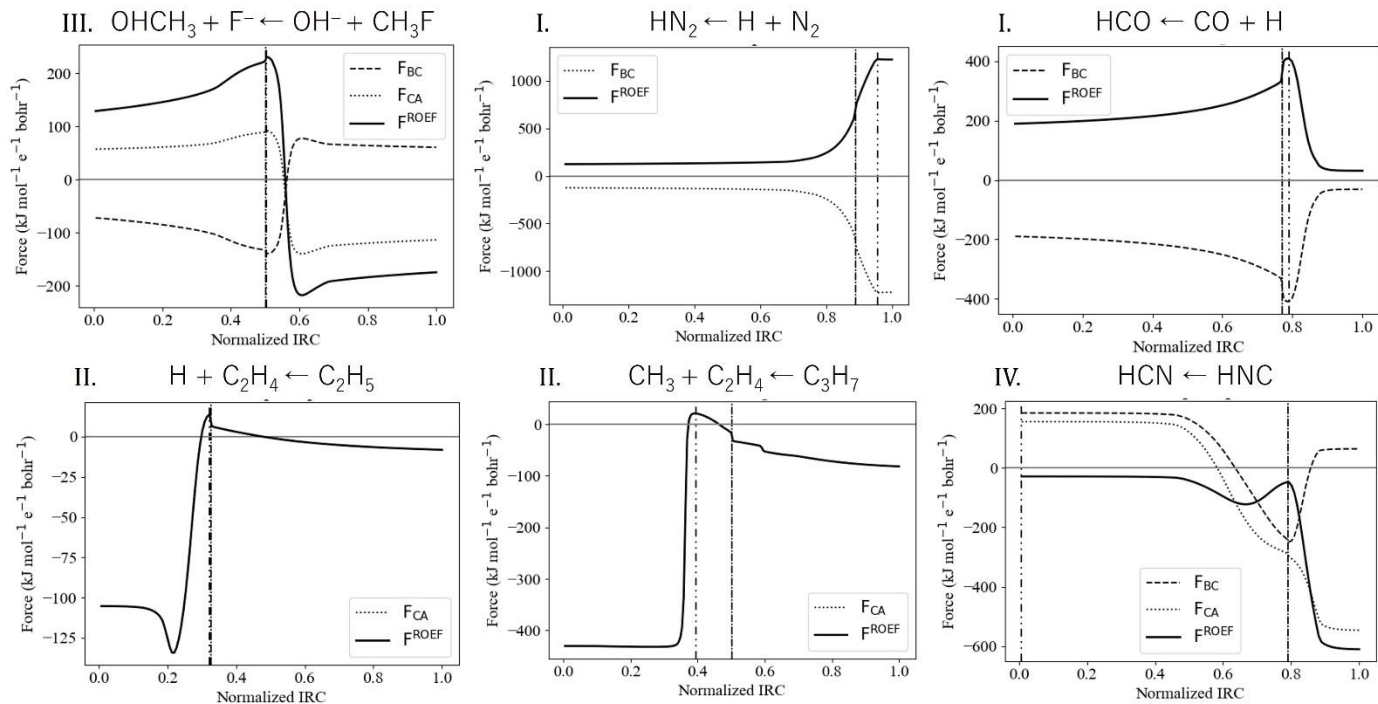 III. OHCH₃ + F⁻ ← OH⁻ + CH₃F
Force (kJ mol⁻¹ e⁻¹ bohr⁻¹)
200
100
0
−100
−200
F_BC
F_CA
F^ROEF
0.0 0.2 0.4 0.6 0.8 1.0
Normalized IRC
I. HN₂ ← H + N₂
Force (kJ mol⁻¹ e⁻¹ bohr⁻¹)
1000
500
0
−500
−1000
F_BC
F^ROEF
0.0 0.2 0.4 0.6 0.8 1.0
Normalized IRC
I. HCO ← CO + H
Force (kJ mol⁻¹ e⁻¹ bohr⁻¹)
400
200
0
−200
−400
F_BC
F^ROEF
0.0 0.2 0.4 0.6 0.8 1.0
Normalized IRC
II. H + C₂H₄ ← C₂H₅
Force (kJ mol⁻¹ e⁻¹ bohr⁻¹)
0
−25
−50
−75
−100
−125
F_CA
F^ROEF
0.0 0.2 0.4 0.6 0.8 1.0
Normalized IRC
II. CH₃ + C₂H₄ ← C₃H₇
Force (kJ mol⁻¹ e⁻¹ bohr⁻¹)
0
−100
−200
−300
−400
F_CA
F^ROEF
0.0 0.2 0.4 0.6 0.8 1.0
Normalized IRC
IV. HCN ← HNC
Force (kJ mol⁻¹ e⁻¹ bohr⁻¹)
200
0
−200
−400
−600
F_BC
F_CA
F^ROEF
0.0 0.2 0.4 0.6 0.8 1.0
Normalized IRC